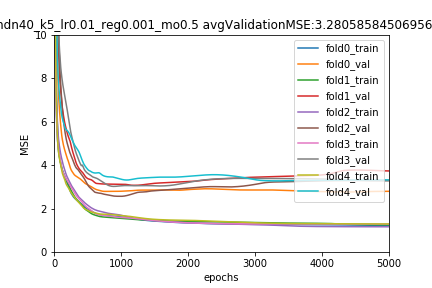 ndn40_k5_lr0.01_reg0.001_mo0.5 avgValidationMSE:3.28058584506956
10
8
6
4
2
0
MSE
0 1000 2000 3000 4000 5000
epochs
fold0_train
fold0_val
fold1_train
fold1_val
fold2_train
fold2_val
fold3_train
fold3_val
fold4_train
fold4_val